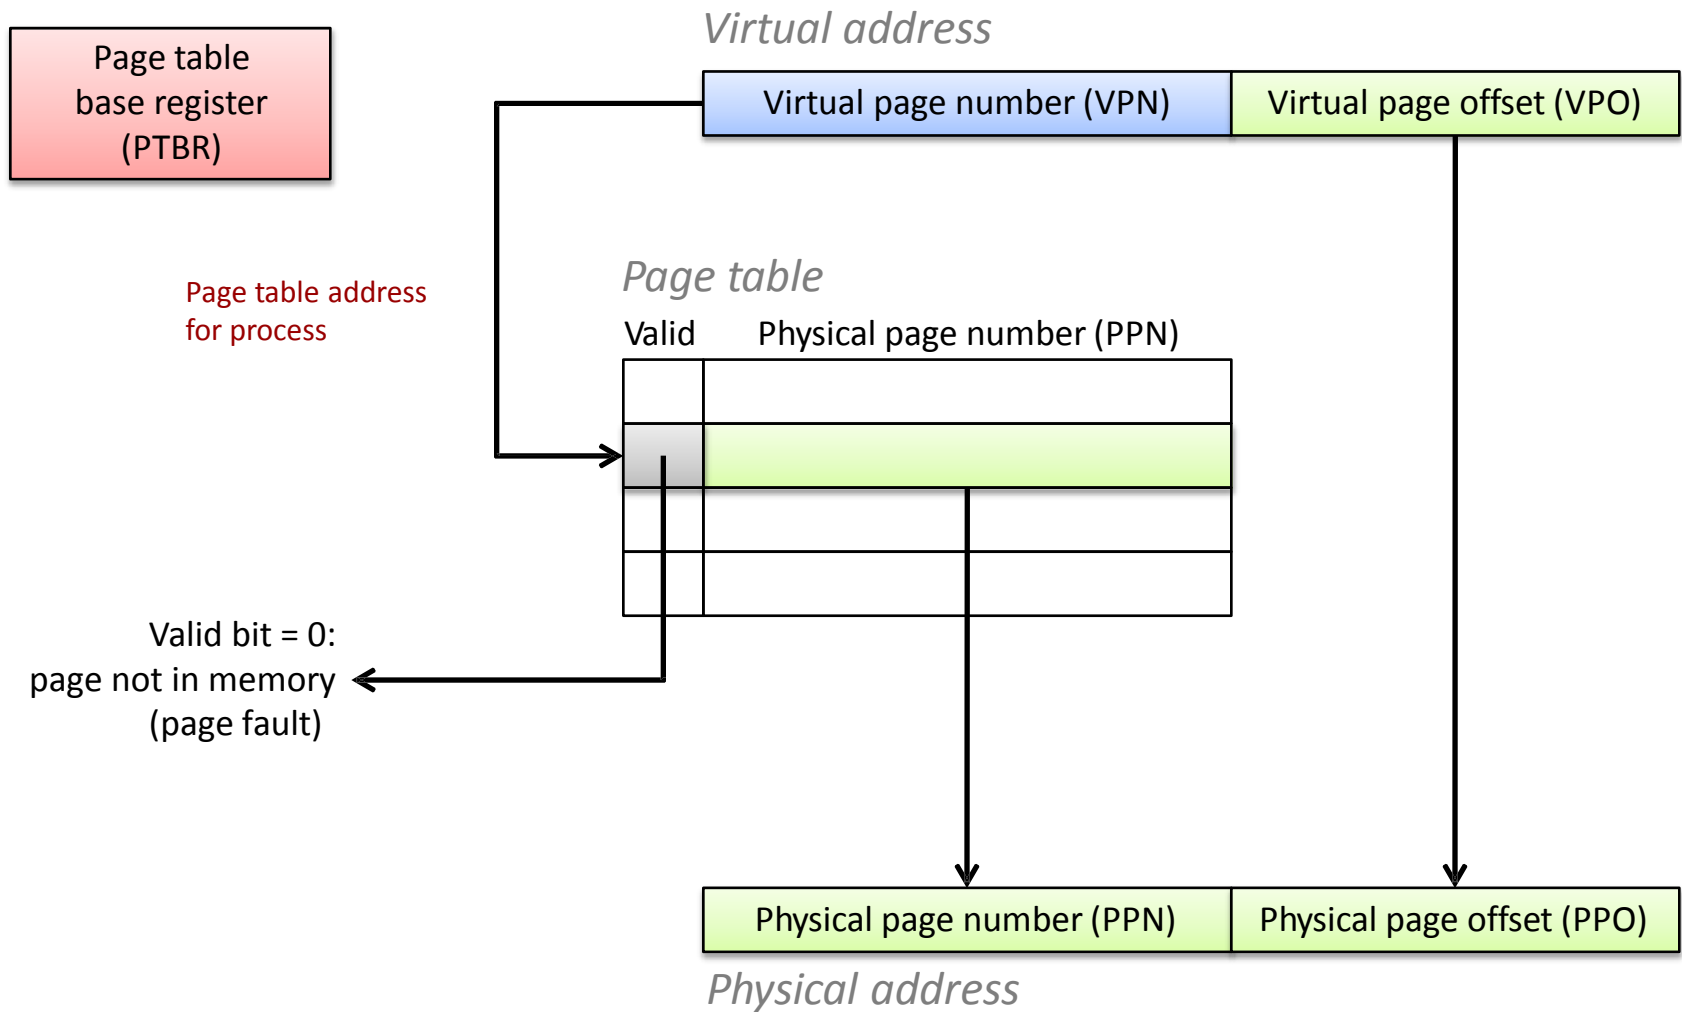 Virtual address
Page table
base register
(PTBR)
Virtual page number (VPN)
Virtual page offset (VPO)
Page table address
for process
Page table
Valid
Physical page number (PPN)
Valid bit = 0:
page not in memory
(page fault)
Physical page number (PPN)
Physical page offset (PPO)
Physical address